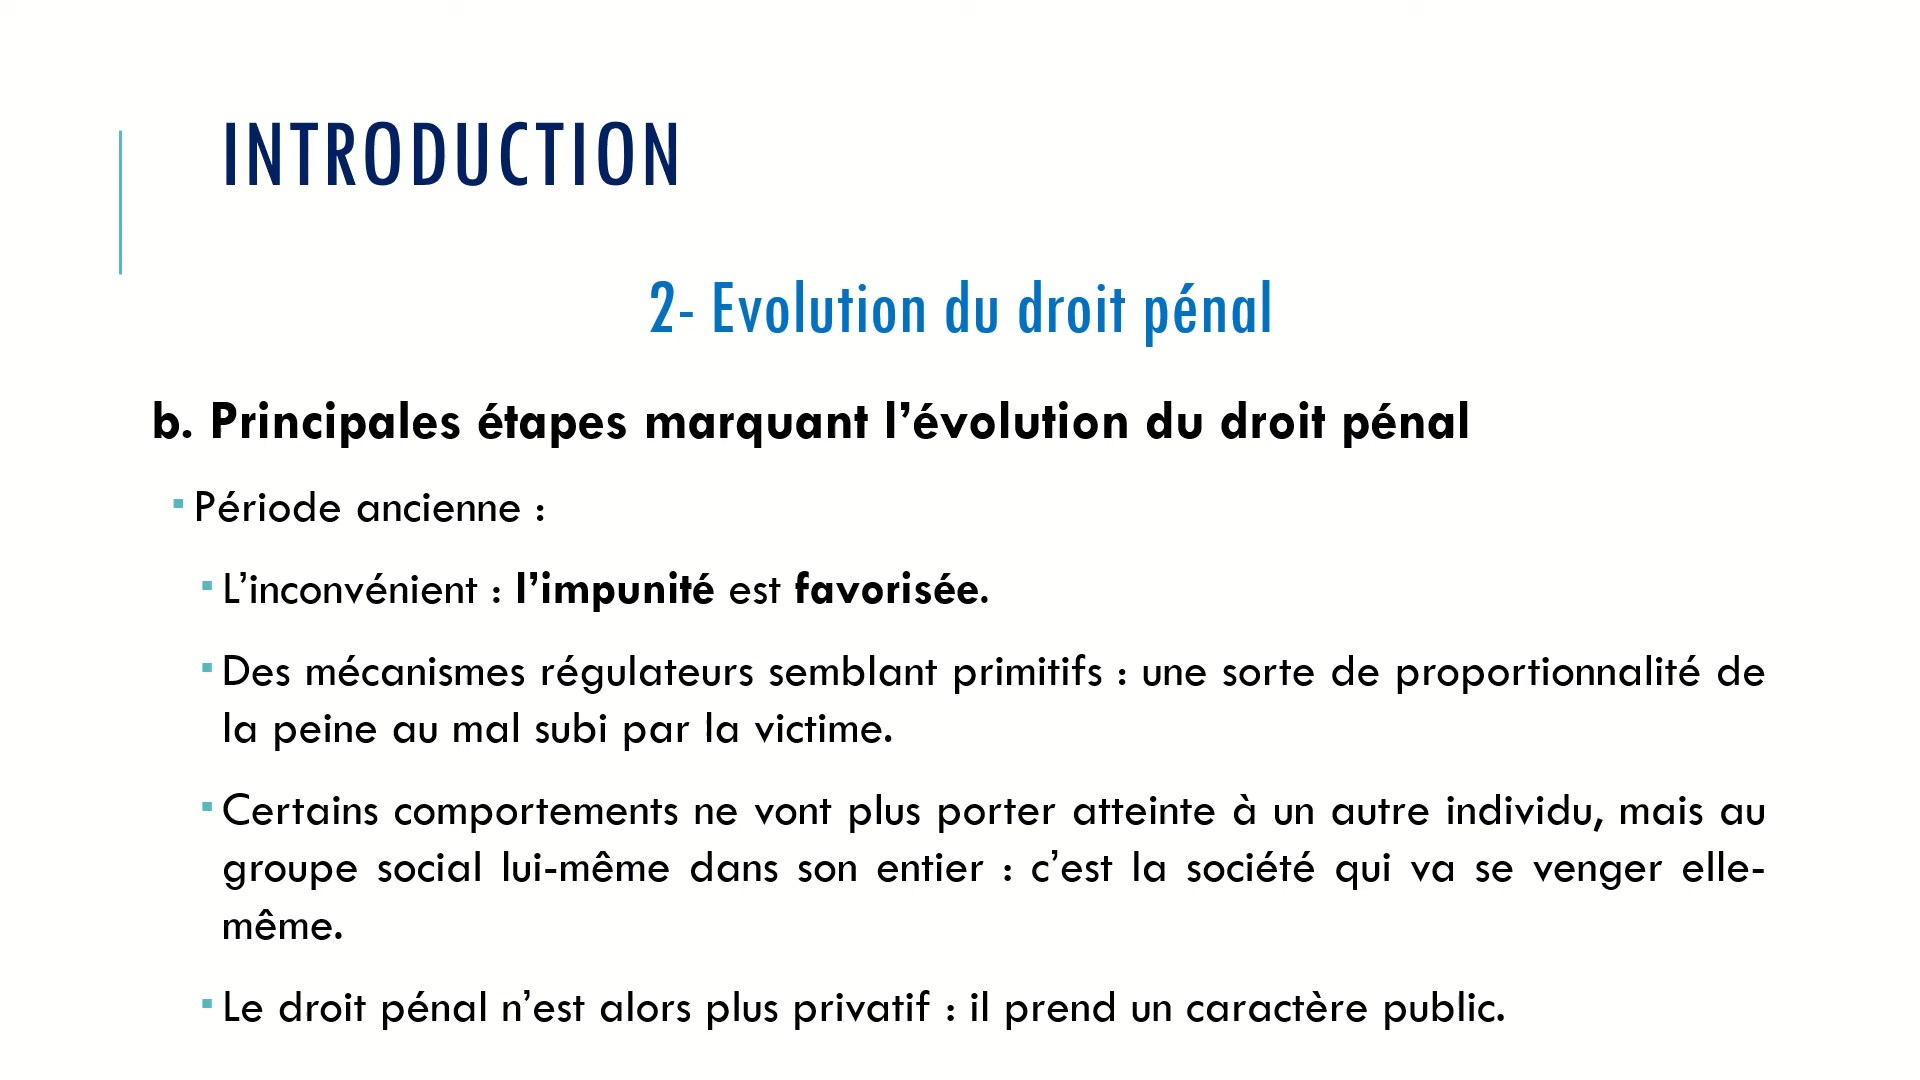 INTRODUCTION
2- Evolution du droit pénal
b. Principales étapes marquant l’évolution du droit pénal
▪ Période ancienne :
▪ L’inconvénient : l’impunité est favorisée.
▪ Des mécanismes régulateurs semblant primitifs : une sorte de proportionnalité de
la peine au mal subi par la victime.
▪ Certains comportements ne vont plus porter atteinte à un autre individu, mais au
groupe social lui-même dans son entier : c’est la société qui va se venger elle-
même.
▪ Le droit pénal n’est alors plus privatif : il prend un caractère public.